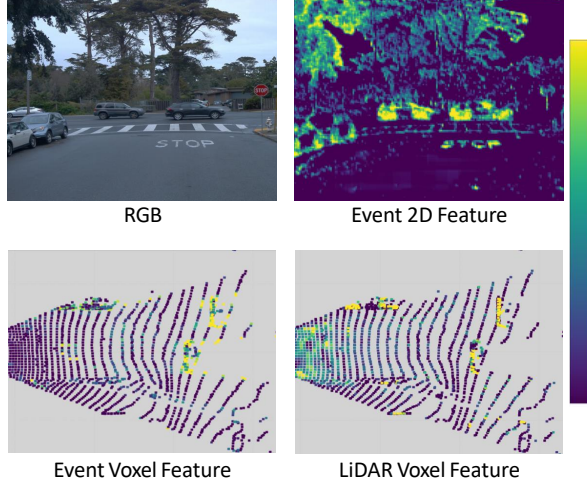 STOP
STOP
RGB
Event 2D Feature
STOP
Event Voxel Feature
LiDAR Voxel Feature